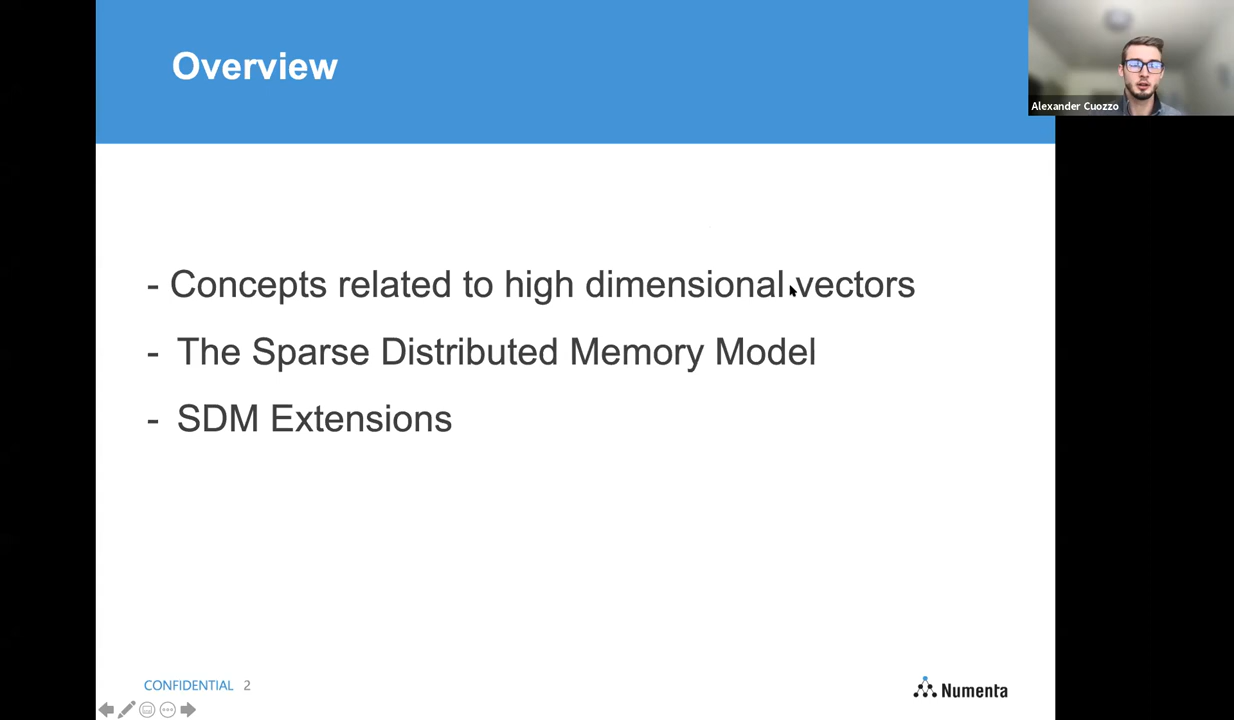 Overview
Alexander Cuozzo
- Concepts related to high dimensional vectors
- The Sparse Distributed Memory Model
- SDM Extensions
CONFIDENTIAL 2
Numenta